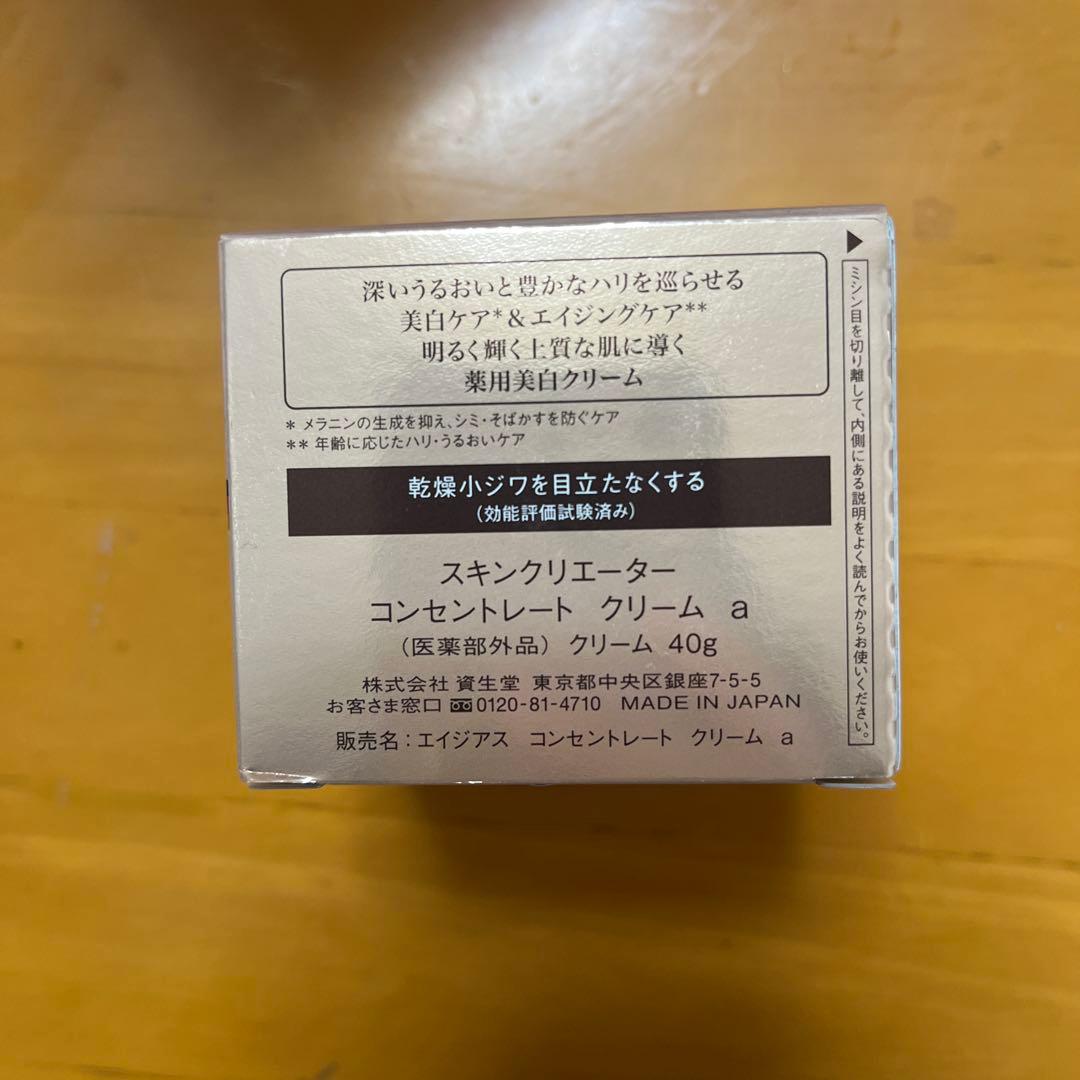 深いうるおいと豊かなハリを巡らせる
美白ケア*&エイジングケア**
明るく輝く上質な肌に導く
薬用美白クリーム
* メラニンの生成を抑え、シミ・そばかすを防ぐケア
** 年齢に応じたハリ・うるおいケア
乾燥小ジワを目立たなくする
(効能評価試験済み)
スキンクリエーター
コンセントレート クリーム a
(医薬部外品) クリーム 40g
株式会社 資生堂 東京都中央区銀座7-5-5
お客さま窓口 0120-81-4710 MADE IN JAPAN
販売名:エイジアス コンセントレート クリーム a
ミシン目を切り離して、内側にある説明をよく読んでからお使いください。